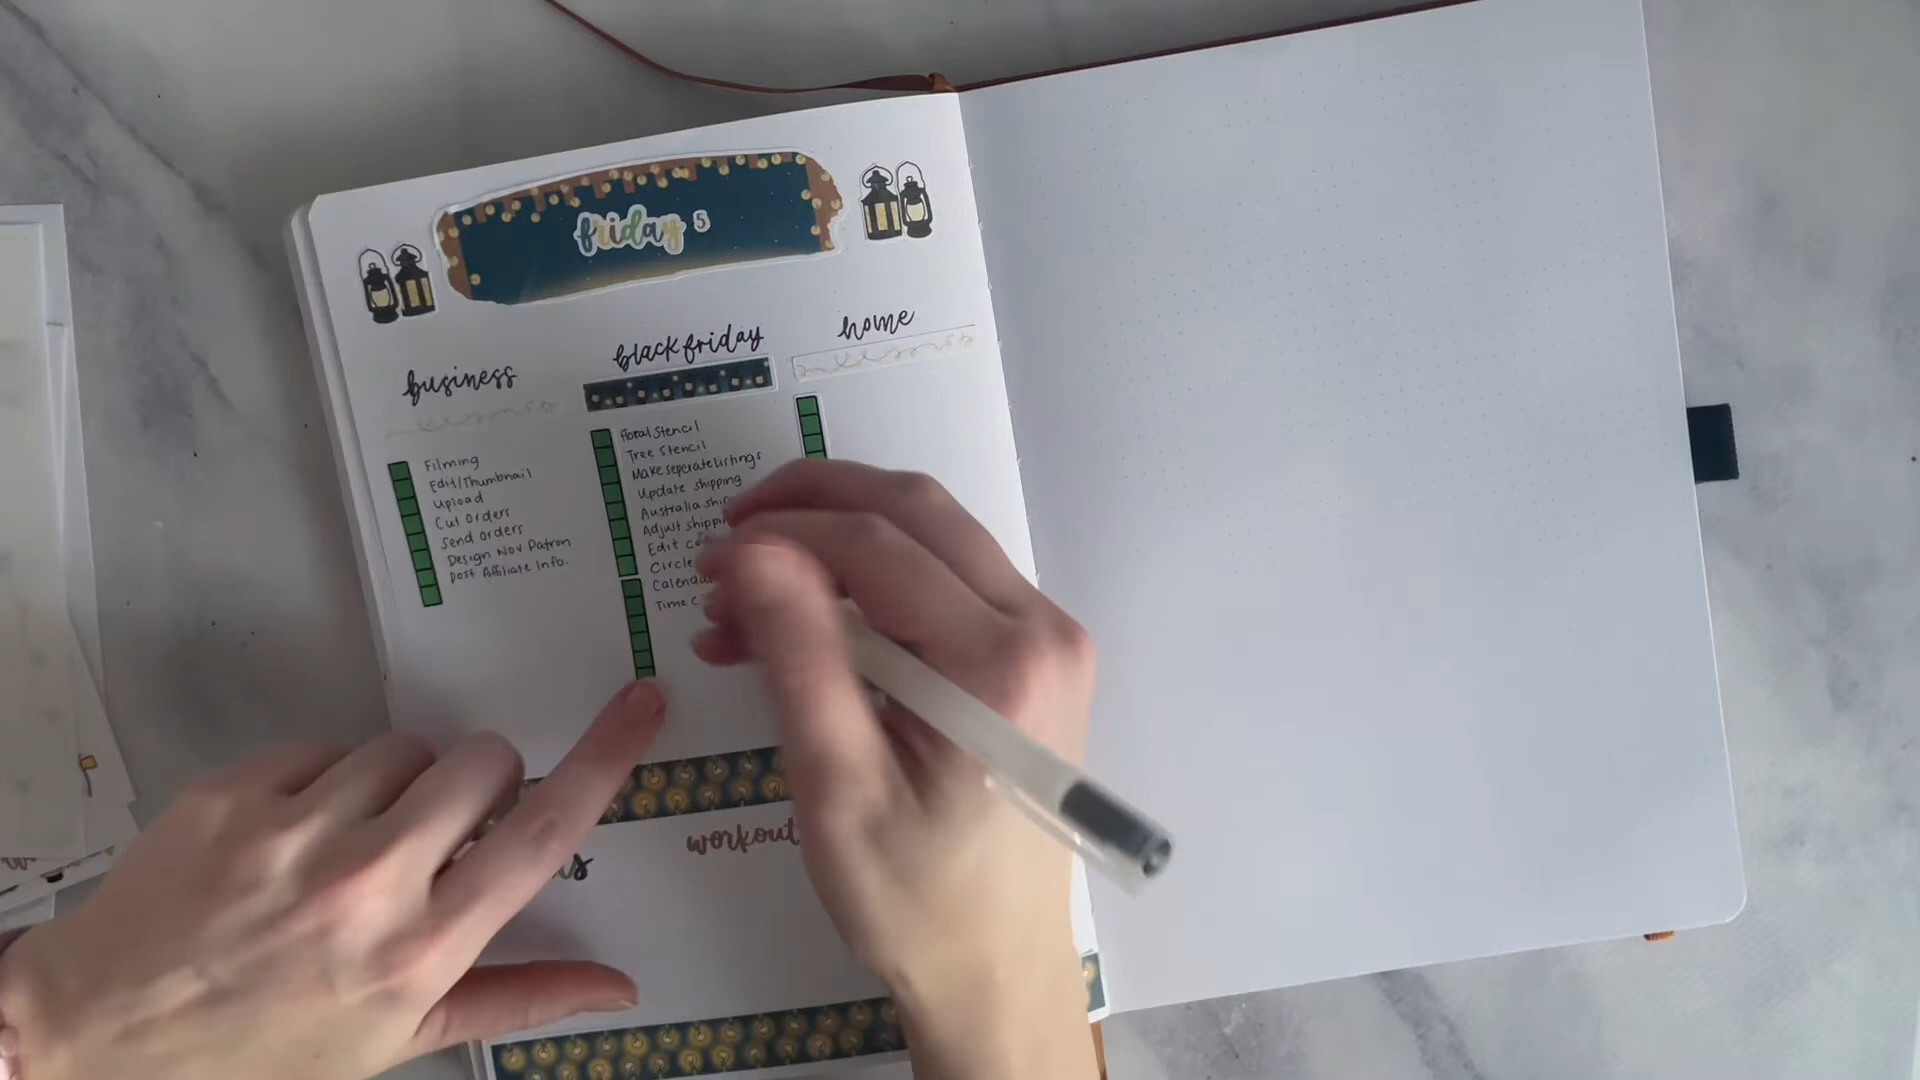 friday 5
business
Filming
Edit/Thumbnail
Upload
Cut Orders
Send Orders
Design Nov Patron
Post Affiliate Info.
black friday
Floral Stencil
Tree Stencil
Make seperate listings
Update shipping
Australia
Adjust
Edit
Circle
Time
home
workout